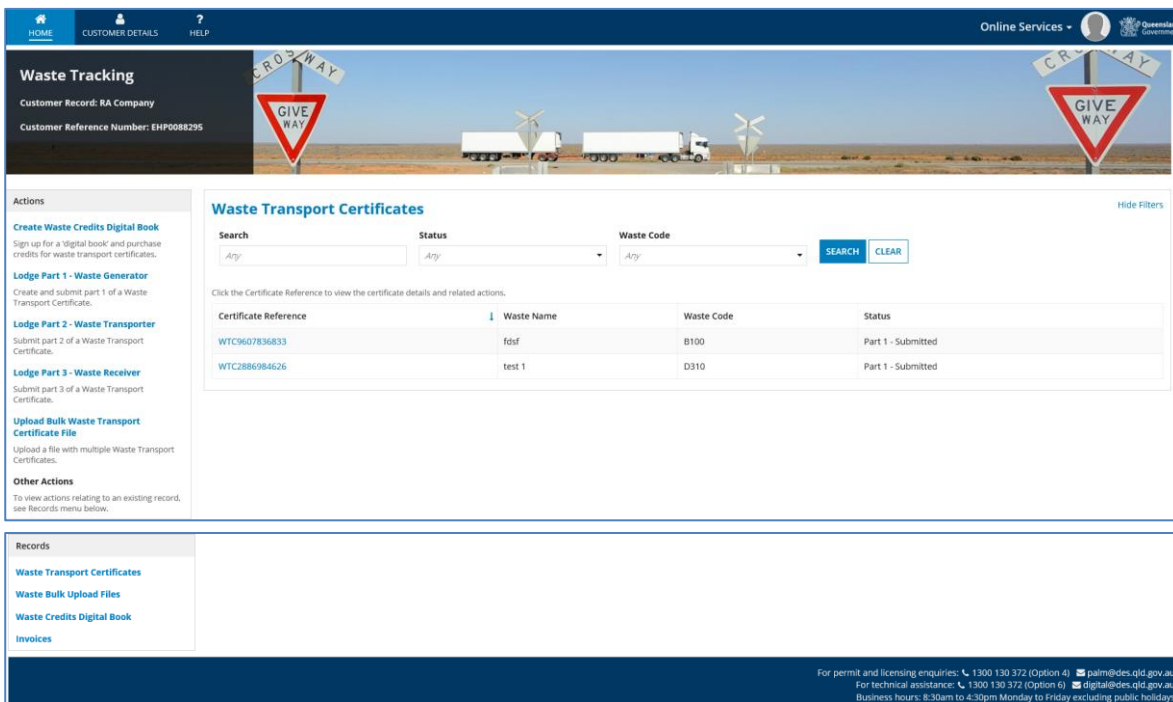 HOME
CUSTOMER DETAILS
?
HELP
Online Services
Waste Tracking
Customer Record: RA Company
Customer Reference Number: EHP0088295
CROSSWAY
GIVE
WAY
GIVE
WAY
Actions
Create Waste Credits Digital Book
Sign up for a 'digital book' and purchase
credits for waste transport certificates.
Lodge Part 1 - Waste Generator
Create and submit part 1 of a Waste
Transport Certificate.
Lodge Part 2 - Waste Transporter
Submit part 2 of a Waste Transport
Certificate.
Lodge Part 3 - Waste Receiver
Submit part 3 of a Waste Transport
Certificate.
Upload Bulk Waste Transport
Certificate File
Upload a file with multiple Waste Transport
Certificates.
Other Actions
To view actions relating to an existing record,
see Records menu below.
Waste Transport Certificates
Hide Filters
Search
Status
Waste Code
Any
Any
Any
SEARCH
CLEAR
Click the Certificate Reference to view the certificate details and related actions.
Certificate Reference Waste Name Waste Code Status
WTC9607836833 fdsf B100 Part 1 - Submitted
WTC2886984626 test 1 D310 Part 1 - Submitted
Records
Waste Transport Certificates
Waste Bulk Upload Files
Waste Credits Digital Book
Invoices
For permit and licensing enquiries: 1300 130 372 (Option 4) palm@des.qld.gov.au
For technical assistance: 1300 130 372 (Option 6) digital@des.qld.gov.au
Business hours: 8:30am to 4:30pm Monday to Friday excluding public holidays